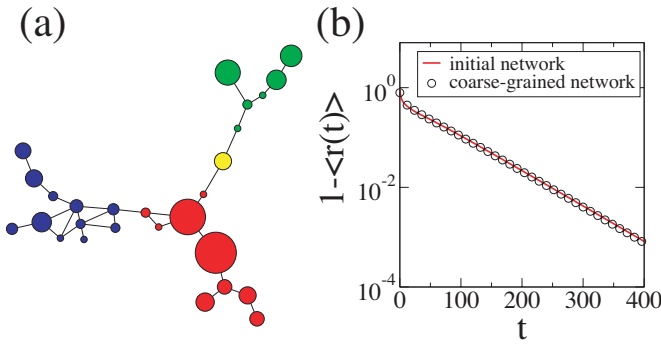 (a)
(b)
initial network
coarse-grained network
1-<r(t)>
10^0
10^-2
10^-4
0 100 200 300 400
t